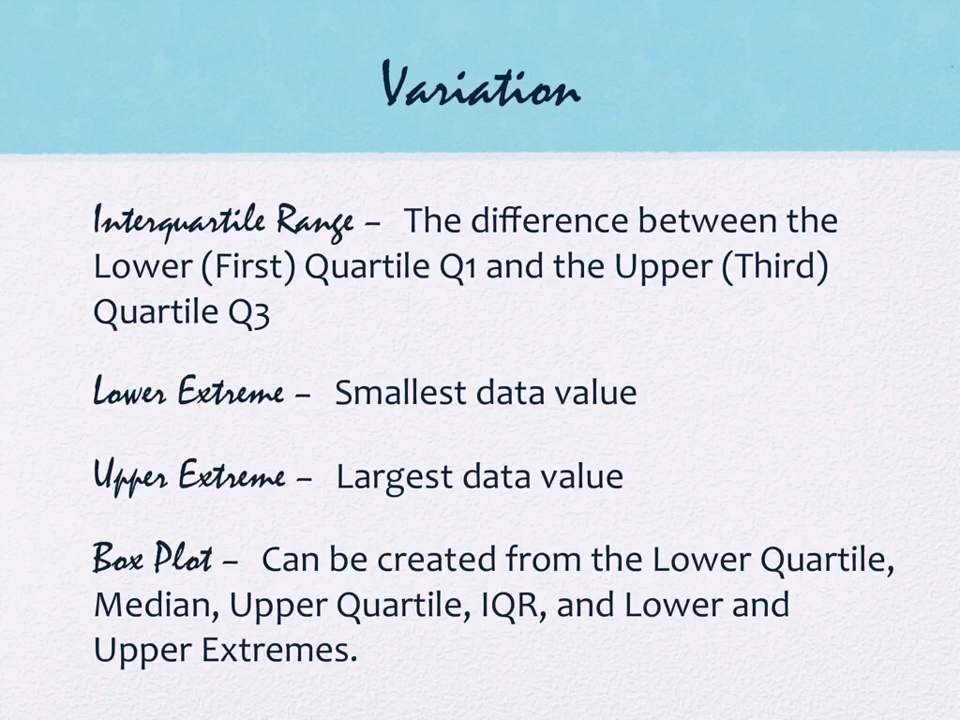 Variation
Interquartile Range – The difference between the
Lower (First) Quartile Q1 and the Upper (Third)
Quartile Q3
Lower Extreme – Smallest data value
Upper Extreme – Largest data value
Box Plot – Can be created from the Lower Quartile,
Median, Upper Quartile, IQR, and Lower and
Upper Extremes.